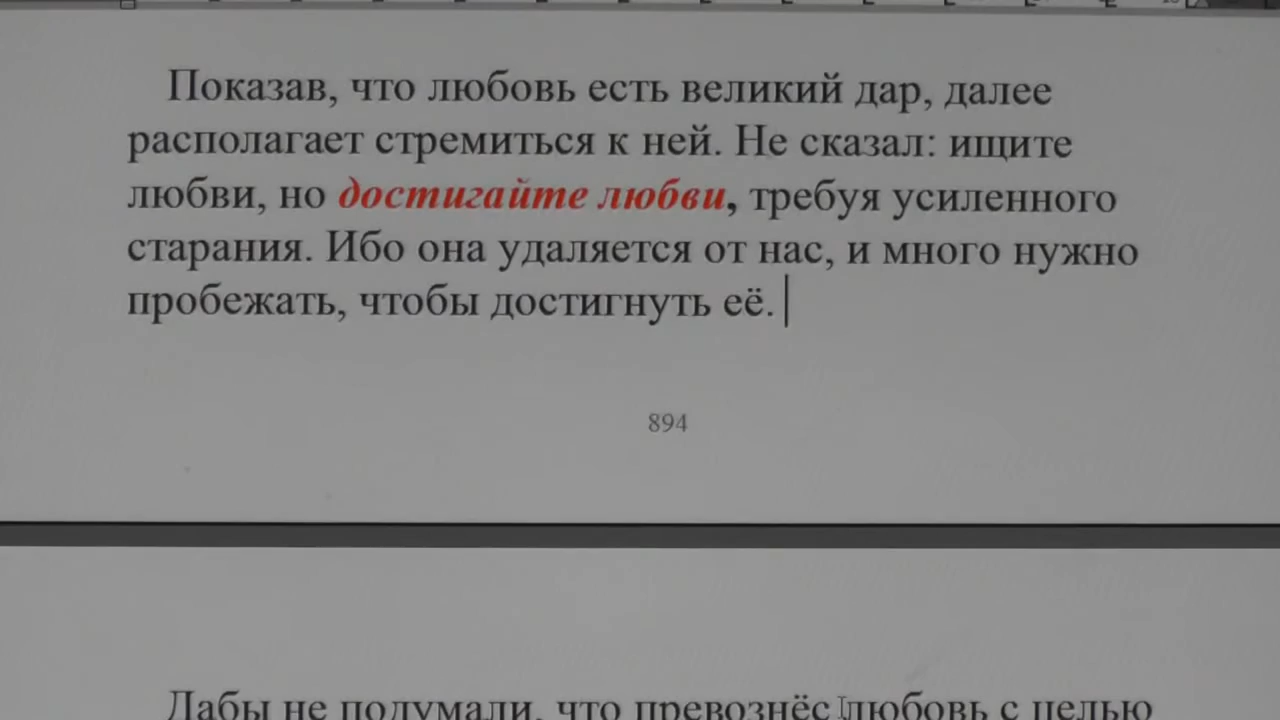 Показав, что любовь есть великий дар, далее
располагает стремиться к ней. Не сказал: ищите
любви, но достигайте любви, требуя усиленного
старания. Ибо она удаляется от нас, и много нужно
пробежать, чтобы достигнуть её.
894
Дабы не подумали, что превознёс любовь с целью